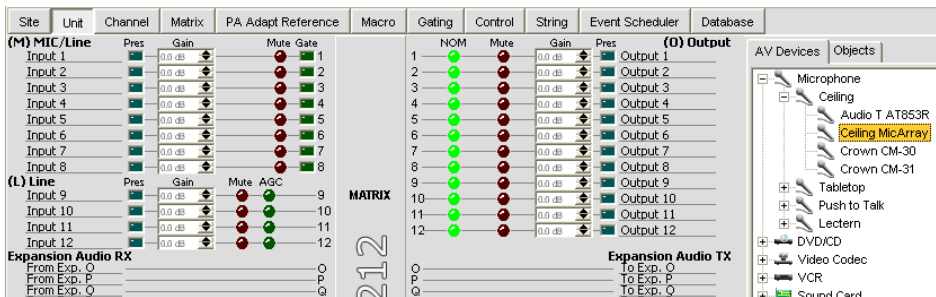 Site Unit Channel Matrix PA Adapt Reference Macro Gating Control String Event Scheduler Database
(M) MIC/Line Pres Gain Mute Gate NOM Mute Gain Pres (O) Output
Input 1 0.0 dB 1 1 0.0 dB Output 1
Input 2 0.0 dB 2 2 0.0 dB Output 2
Input 3 0.0 dB 3 3 0.0 dB Output 3
Input 4 0.0 dB 4 4 0.0 dB Output 4
Input 5 0.0 dB 5 5 0.0 dB Output 5
Input 6 0.0 dB 6 6 0.0 dB Output 6
Input 7 0.0 dB 7 7 0.0 dB Output 7
Input 8 0.0 dB 8 8 0.0 dB Output 8
(L) Line Pres Gain Mute AGC 9 0.0 dB Output 9
Input 9 0.0 dB 9 MATRIX 10 0.0 dB Output 10
Input 10 0.0 dB 10 11 0.0 dB Output 11
Input 11 0.0 dB 11 12 0.0 dB Output 12
Input 12 0.0 dB 12
212
Expansion Audio RX Expansion Audio TX
From Exp. O O O To Exp. O
From Exp. P P P To Exp. P
From Exp. Q Q Q To Exp. Q
AV Devices Objects
Microphone
Ceiling
Audio T AT853R
Ceiling MicArray
Crown CM-30
Crown CM-31
Tabletop
Push to Talk
Lectern
DVD/CD
Video Codec
VCR
Sound Card